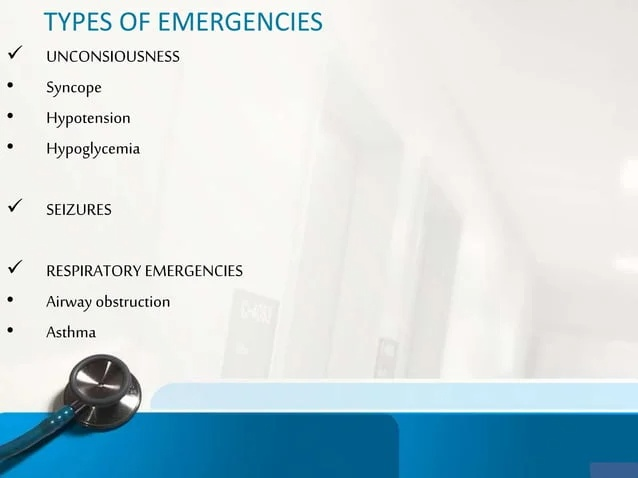 TYPES OF EMERGENCIES
✓ UNCONSIOUSNESS
• Syncope
• Hypotension
• Hypoglycemia
✓ SEIZURES
✓ RESPIRATORY EMERGENCIES
• Airway obstruction
• Asthma